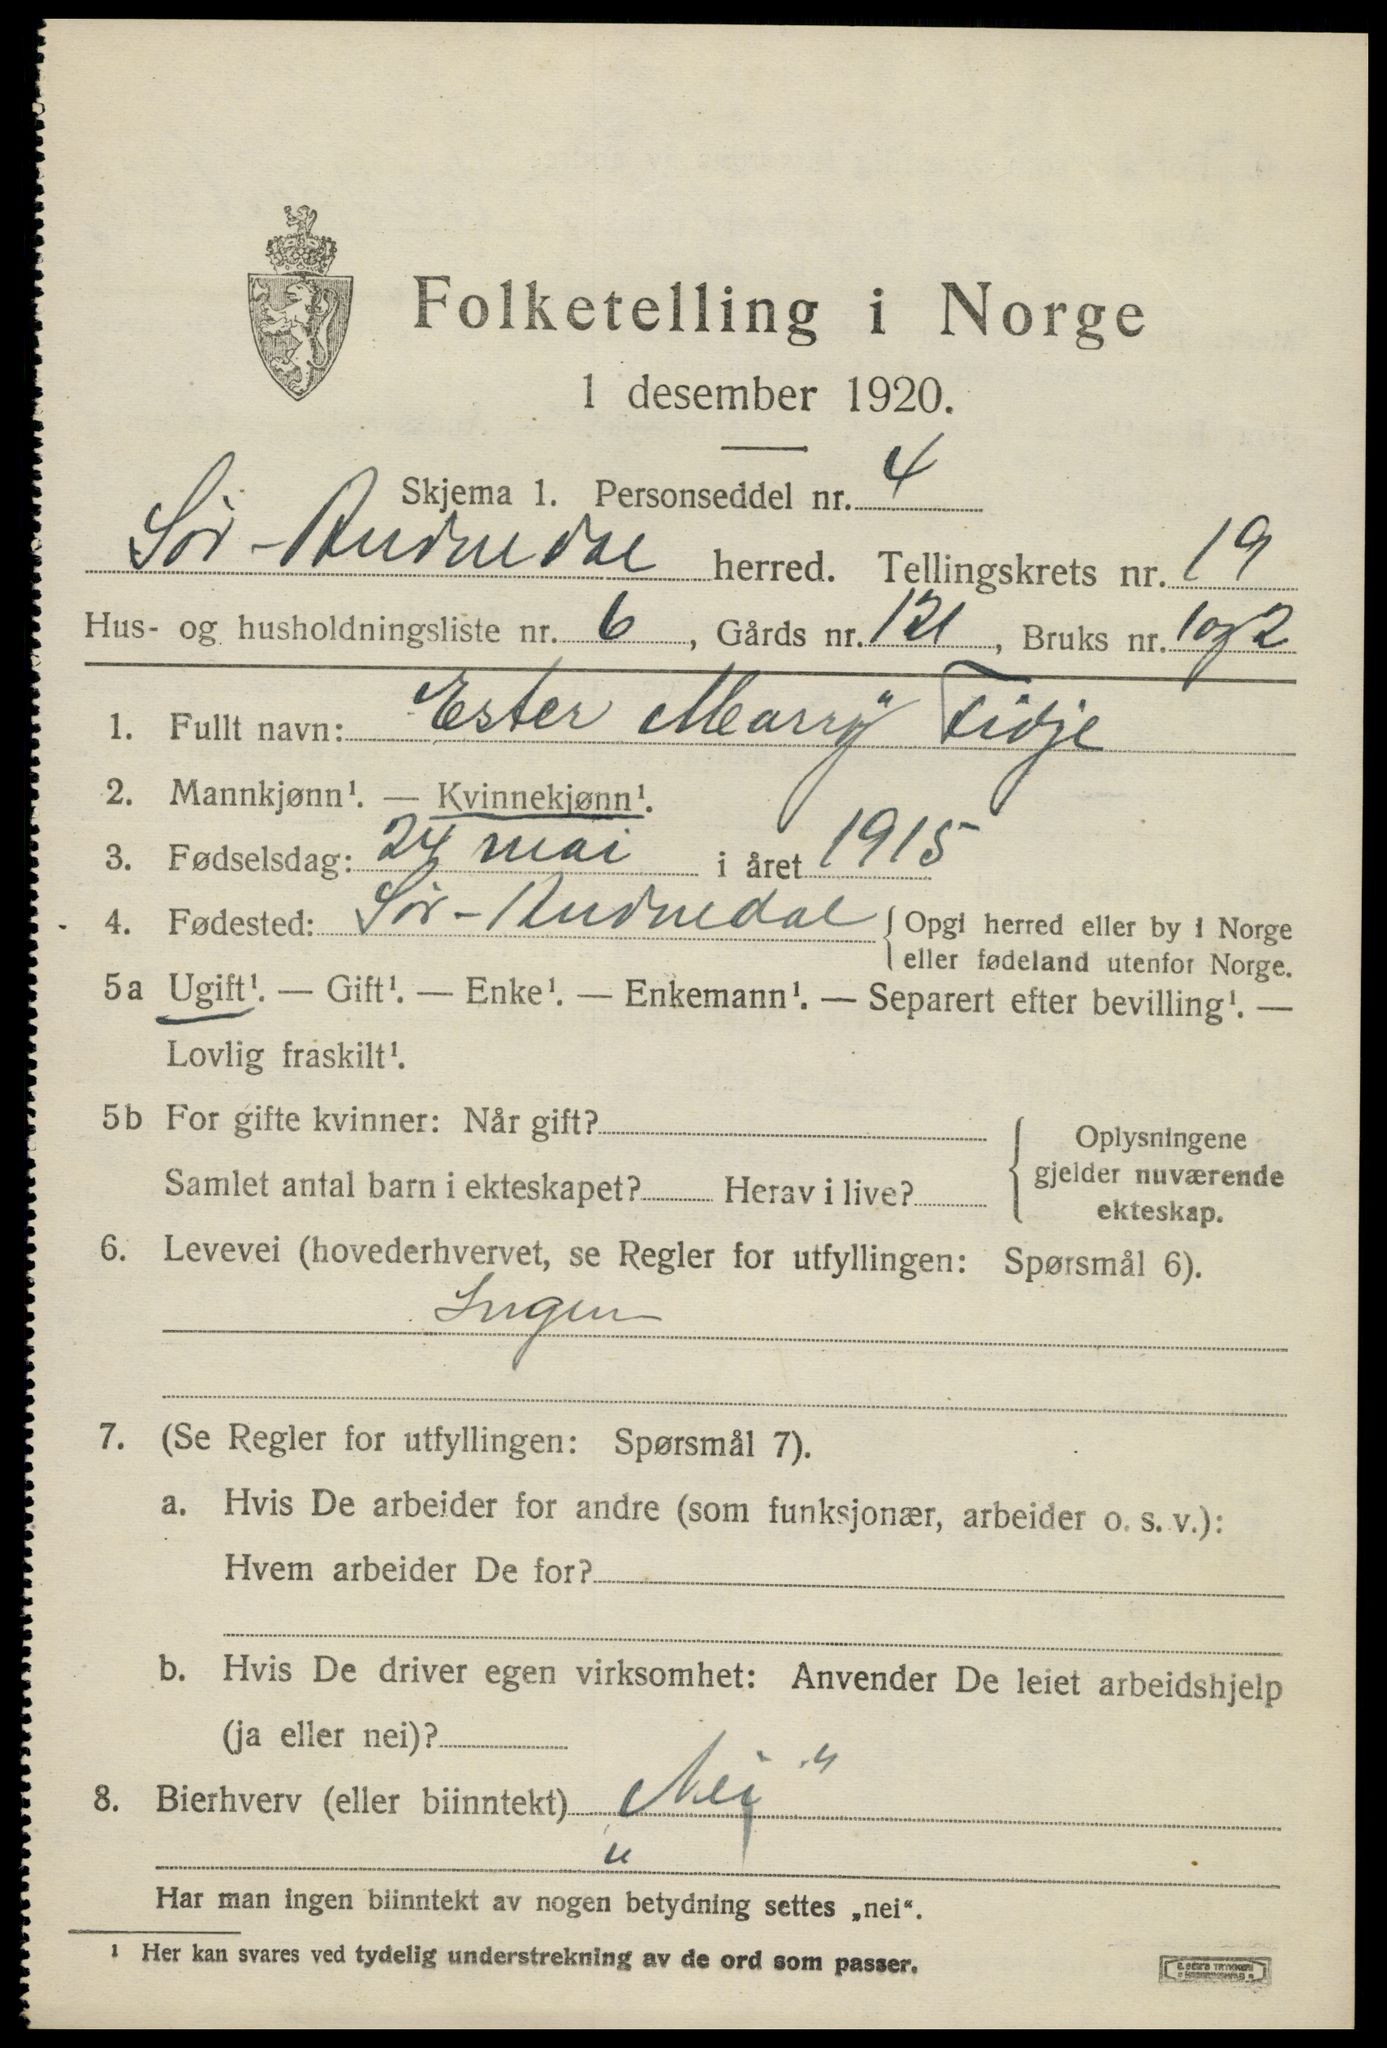 Folketelling i Norge
1 desember 1920.
Skjema 1. Personseddel nr. 4
Sør-Audnedal herred. Tellingskrets nr. 19
Hus- og husholdningsliste nr. 6, Gårds nr. 121, Bruks nr. 1 og 2
1. Fullt navn: Ester Marry Tidje
2. Mannkjønn¹. — Kvinnekjønn¹.
3. Fødselsdag: 24 mai i året 1915
4. Fødested: Sør-Audnedal { Opgi herred eller by i Norge
eller fødeland utenfor Norge.
5a Ugift¹. — Gift¹. — Enke¹. — Enkemann¹. — Separert efter bevilling¹. —
Lovlig fraskilt¹.
5b For gifte kvinner: Når gift?
Samlet antal barn i ekteskapet? Herav i live?
Oplysningene
gjelder nuværende
ekteskap.
6. Levevei (hovederhvervet, se Regler for utfyllingen: Spørsmål 6).
Ingen
7. (Se Regler for utfyllingen: Spørsmål 7).
a. Hvis De arbeider for andre (som funksjonær, arbeider o. s. v.):
Hvem arbeider De for?
b. Hvis De driver egen virksomhet: Anvender De leiet arbeidshjelp
(ja eller nei)?
8. Bierhverv (eller biinntekt) „Nei“
Har man ingen biinntekt av nogen betydning settes „nei“.
¹ Her kan svares ved tydelig understrekning av de ord som passer.